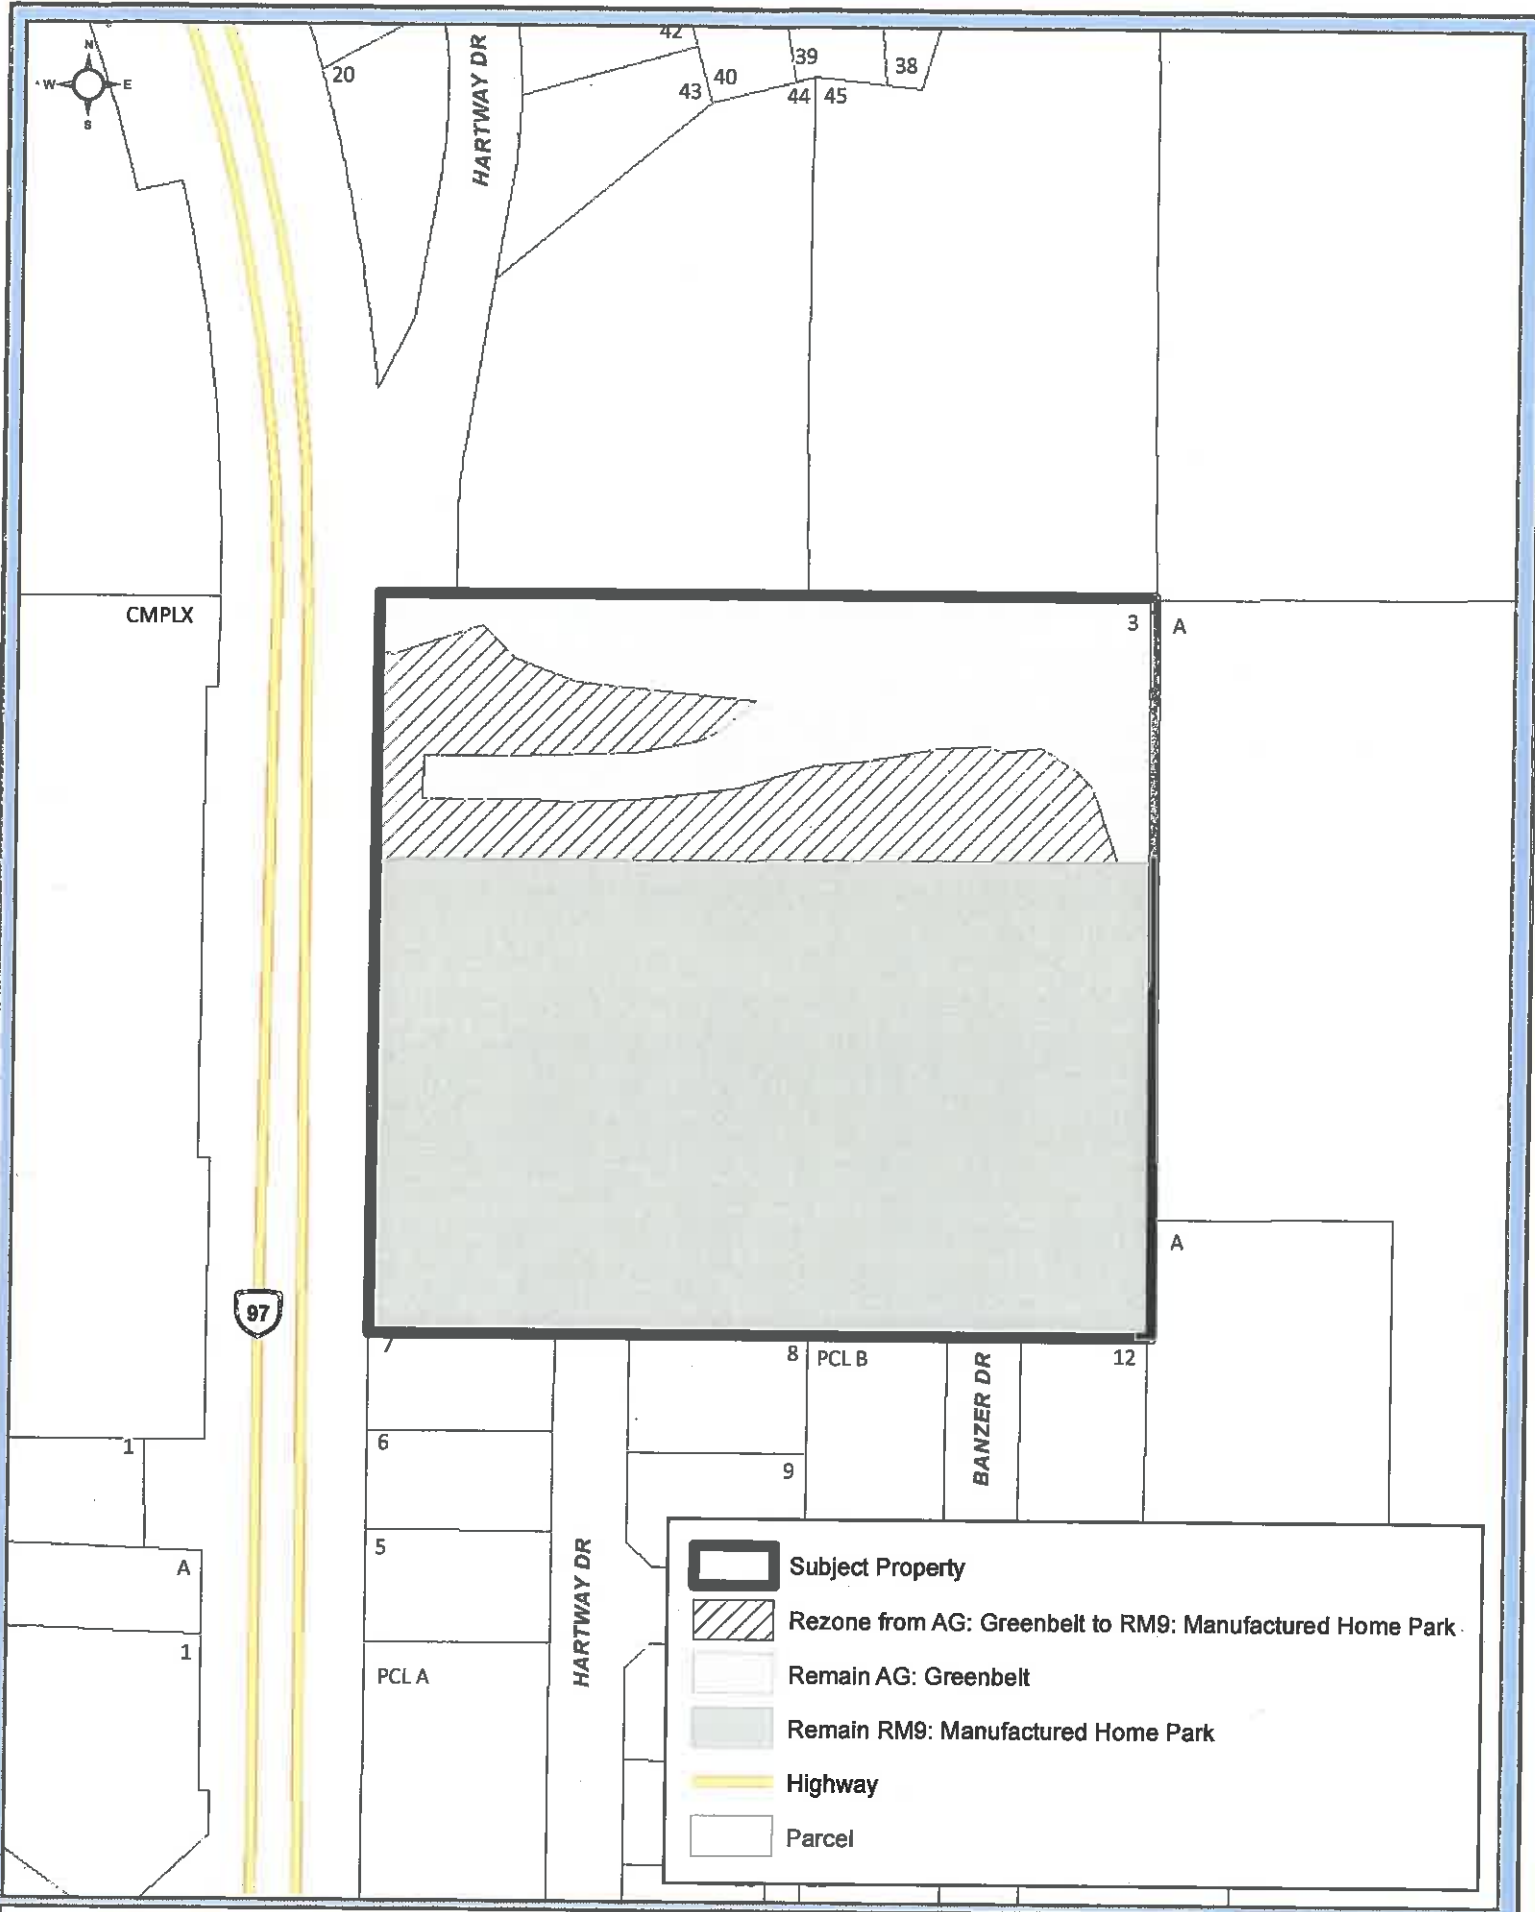 N
W E
S
20
HARTWAY DR
42
43
40
39
44
45
38
CMPLX
3
A
97
A
7
8
PCL B
BANZER DR
12
1
6
9
A
5
HARTWAY DR
1
PCL A
Subject Property
Rezone from AG: Greenbelt to RM9: Manufactured Home Park
Remain AG: Greenbelt
Remain RM9: Manufactured Home Park
Highway
Parcel